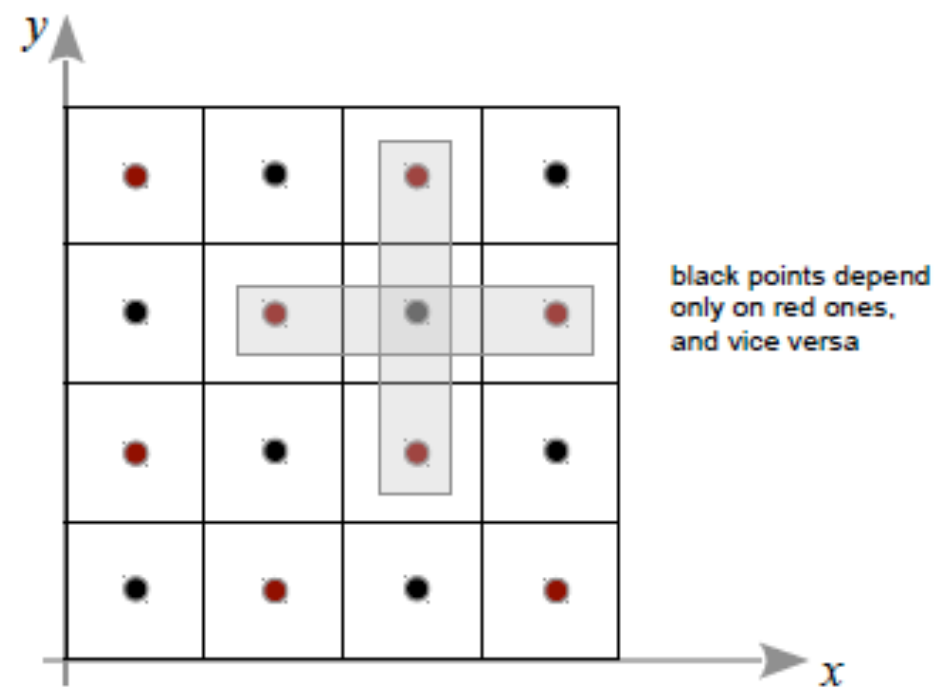 y
black points depend
only on red ones,
and vice versa
x